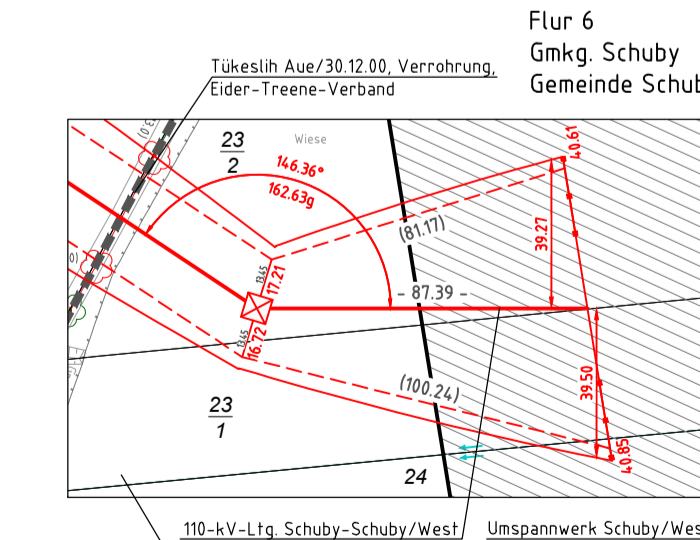 Flur 6
Gmkg. Schuby
Gemeinde Schub
Tükeslih Aue/30.12.00, Verrohrung,
Eider-Treene-Verband
23
2
Wiese
146.36°
162.63g
40.61
(81.17)
39.27
13.45
17.21
- 87.39 -
0)
13.45
16.72
(100.24)
39.50
23
1
40.85
24
110-kV-Ltg. Schuby-Schuby/West
Umspannwerk Schuby/Wes